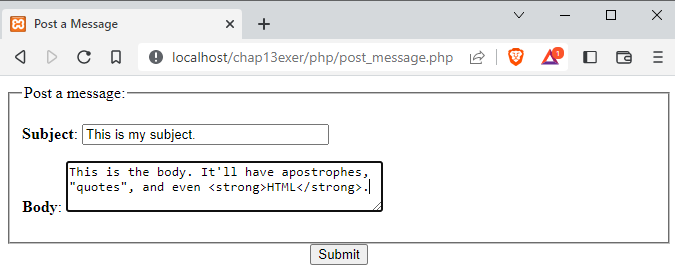 Post a Message
localhost/chap13exer/php/post_message.php
1
Post a message:
Subject: This is my subject.
This is the body. It'll have apostrophes,
"quotes", and even <strong>HTML</strong>.
Body:
Submit